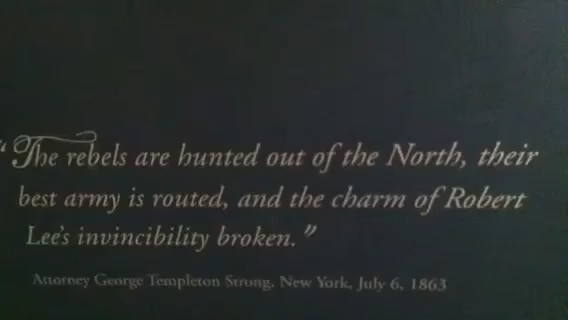 “The rebels are hunted out of the North, their
best army is routed, and the charm of Robert
Lee's invincibility broken.”
Attorney George Templeton Strong, New York, July 6, 1863